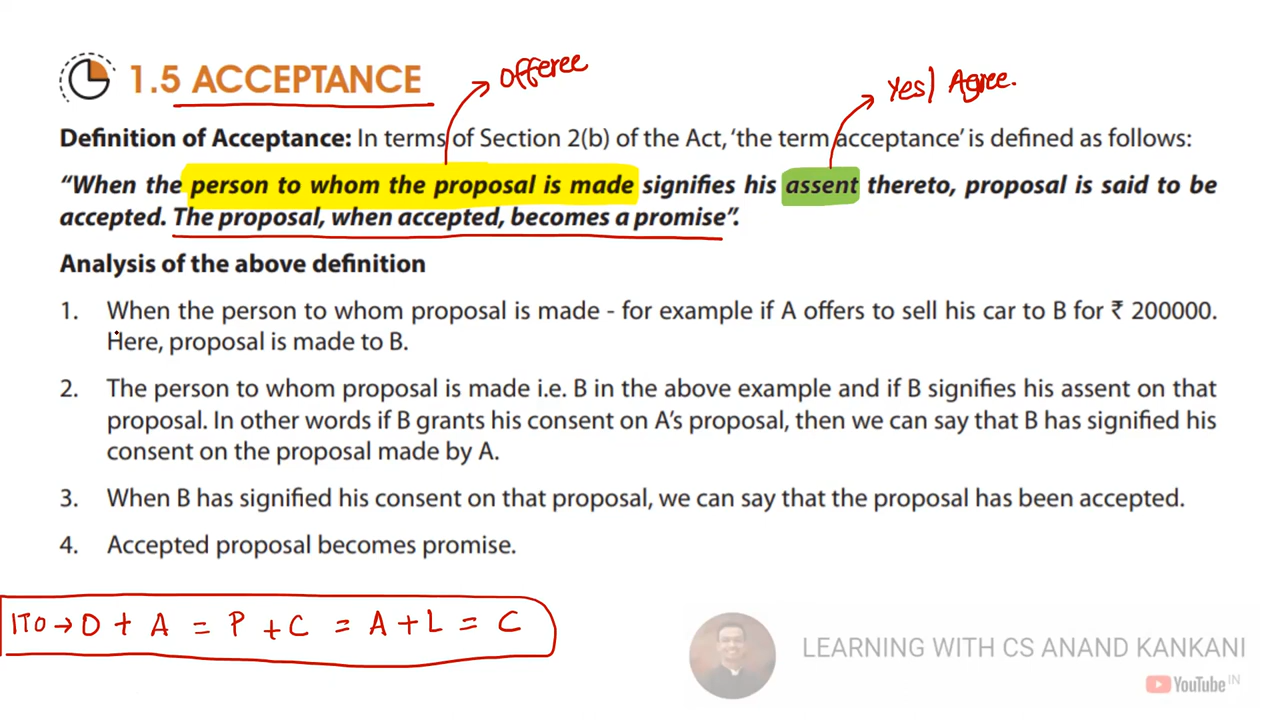 offeree
Yes/ Agree.
1.5 ACCEPTANCE
Definition of Acceptance: In terms of Section 2(b) of the Act, ‘the term acceptance’ is defined as follows:
“When the person to whom the proposal is made signifies his assent thereto, proposal is said to be
accepted. The proposal, when accepted, becomes a promise”.
Analysis of the above definition
1. When the person to whom proposal is made - for example if A offers to sell his car to B for ₹ 200000.
Here, proposal is made to B.
2. The person to whom proposal is made i.e. B in the above example and if B signifies his assent on that
proposal. In other words if B grants his consent on A’s proposal, then we can say that B has signified his
consent on the proposal made by A.
3. When B has signified his consent on that proposal, we can say that the proposal has been accepted.
4. Accepted proposal becomes promise.
ITO → O + A = P + C = A + L = C
LEARNING WITH CS ANAND KANKANI
YouTube IN